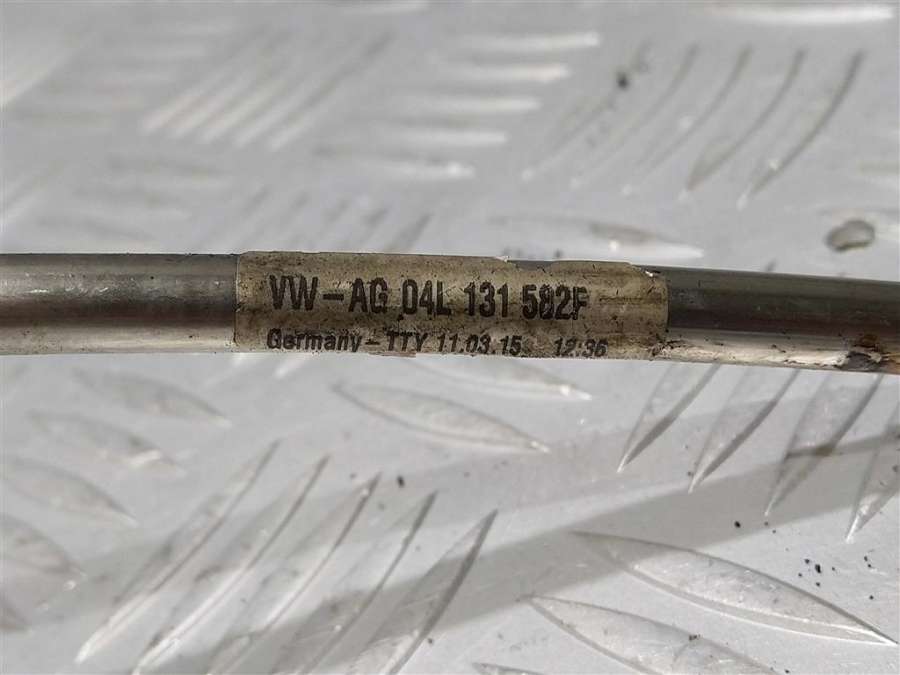 VW-AG 04L 131 582F
Germany - TTY 11.03.15 12:36